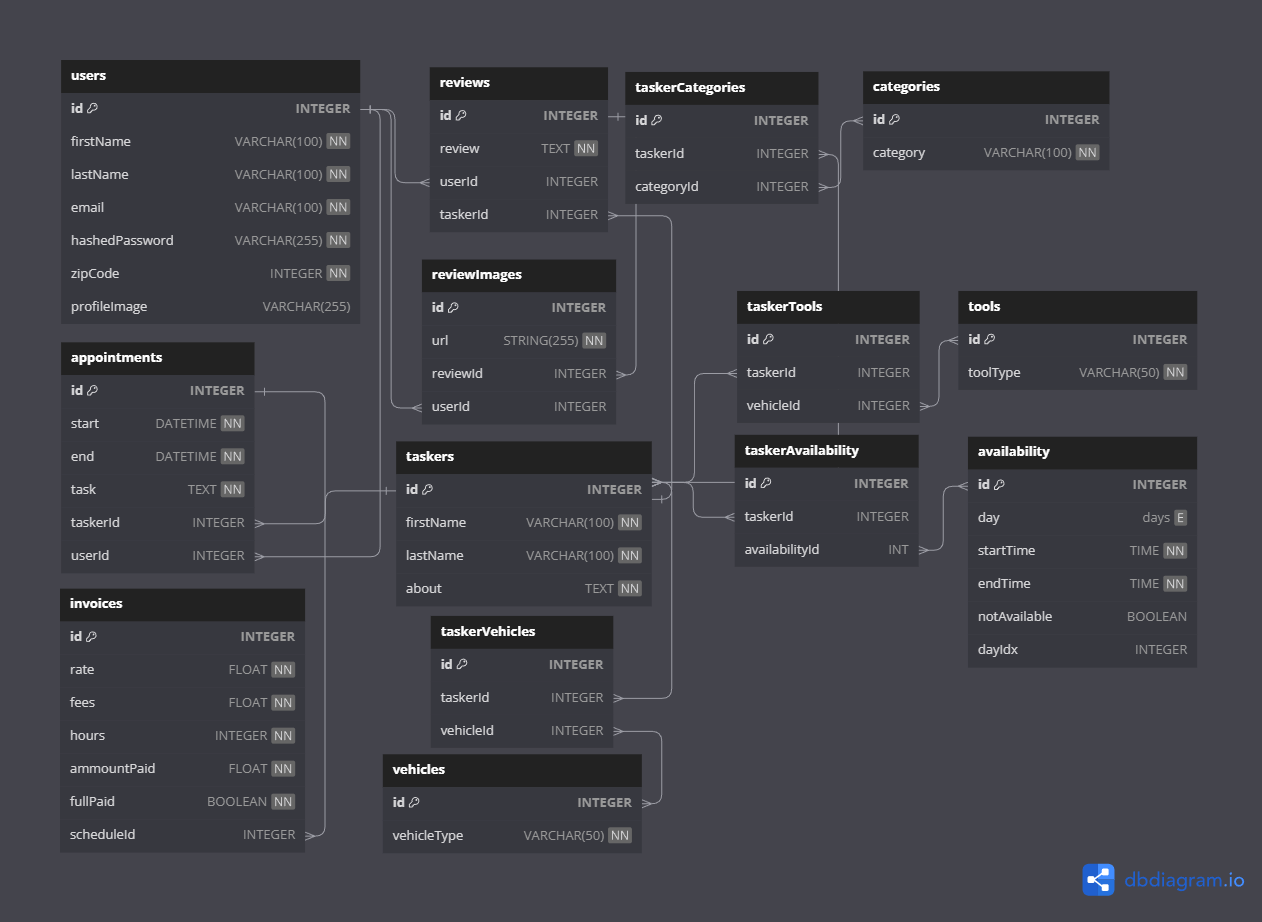 users
id INTEGER
firstName VARCHAR(100) NN
lastName VARCHAR(100) NN
email VARCHAR(100) NN
hashedPassword VARCHAR(255) NN
zipCode INTEGER NN
profileImage VARCHAR(255)
reviews
id INTEGER
review TEXT NN
userId INTEGER
taskerId INTEGER
taskerCategories
id INTEGER
taskerId INTEGER
categoryId INTEGER
categories
id INTEGER
category VARCHAR(100) NN
reviewImages
id INTEGER
url STRING(255) NN
reviewId INTEGER
userId INTEGER
taskerTools
id INTEGER
taskerId INTEGER
vehicleId INTEGER
tools
id INTEGER
toolType VARCHAR(50) NN
appointments
id INTEGER
start DATETIME NN
end DATETIME NN
task TEXT NN
taskerId INTEGER
userId INTEGER
taskers
id INTEGER
firstName VARCHAR(100) NN
lastName VARCHAR(100) NN
about TEXT NN
taskerAvailability
id INTEGER
taskerId INTEGER
availabilityId INT
availability
id INTEGER
day days E
startTime TIME NN
endTime TIME NN
notAvailable BOOLEAN
dayIdx INTEGER
invoices
id INTEGER
rate FLOAT NN
fees FLOAT NN
hours INTEGER NN
ammountPaid FLOAT NN
fullPaid BOOLEAN NN
scheduleId INTEGER
taskerVehicles
id INTEGER
taskerId INTEGER
vehicleId INTEGER
vehicles
id INTEGER
vehicleType VARCHAR(50) NN
dbdiagram.io